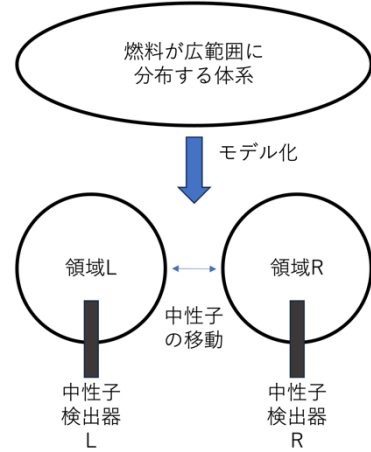 燃料が広範囲に
分布する体系
モデル化
領域L
領域R
中性子
の移動
中性子
検出器
L
中性子
検出器
R